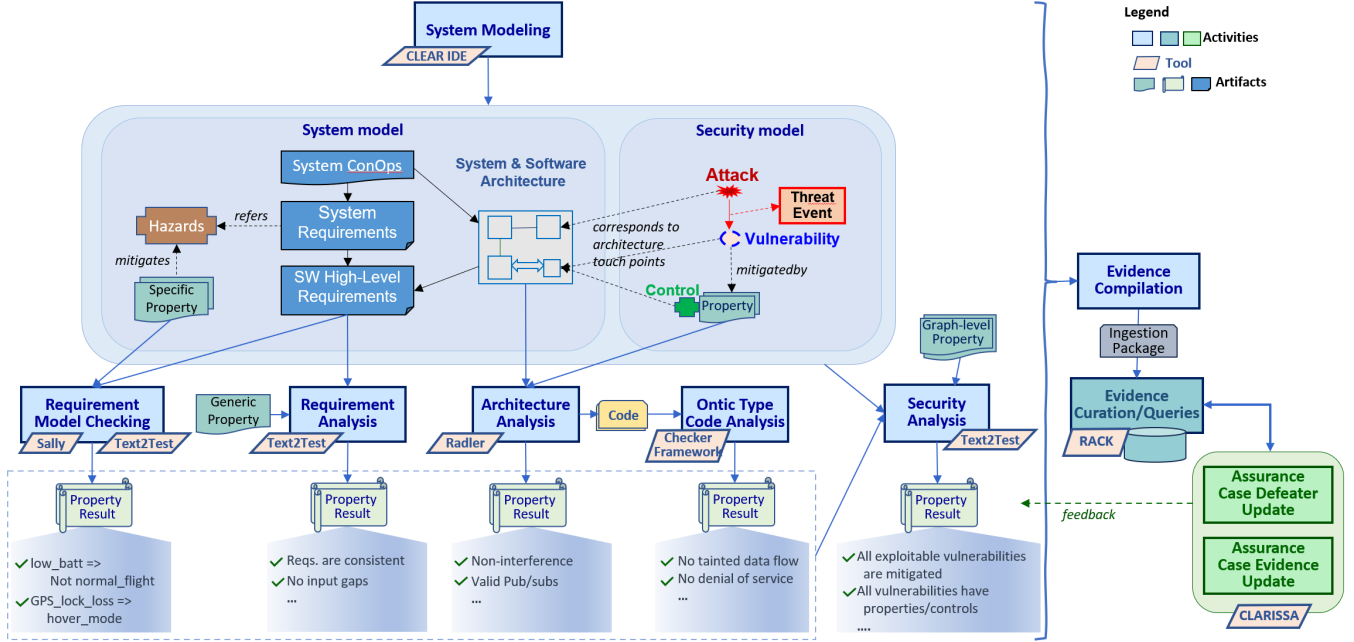 System Modeling
CLEAR IDE
Legend
Activities
Tool
Artifacts
System model
Security model
System ConOps
System & Software
Architecture
Attack
Threat
Event
Hazards
refers
System
Requirements
corresponds to
architecture
touch points
Vulnerability
mitigates
mitigatedby
Specific
Property
SW High-Level
Requirements
Control
Property
Graph-level
Property
Evidence
Compilation
Ingestion
Package
Requirement
Model Checking
Sally
Text2Test
Generic
Property
Requirement
Analysis
Text2Test
Architecture
Analysis
Radler
Code
Ontic Type
Code Analysis
Checker
Framework
Security
Analysis
Text2Test
Evidence
Curation/Queries
RACK
Property
Result
Property
Result
Property
Result
Property
Result
Property
Result
low_batt =>
Not normal_flight
GPS_lock_loss =>
hover_mode
Reqs. are consistent
No input gaps
...
Non-interference
Valid Pub/subs
...
No tainted data flow
No denial of service
...
All exploitable vulnerabilities
are mitigated
All vulnerabilities have
properties/controls
....
feedback
Assurance
Case Defeater
Update
Assurance
Case Evidence
Update
CLARISSA